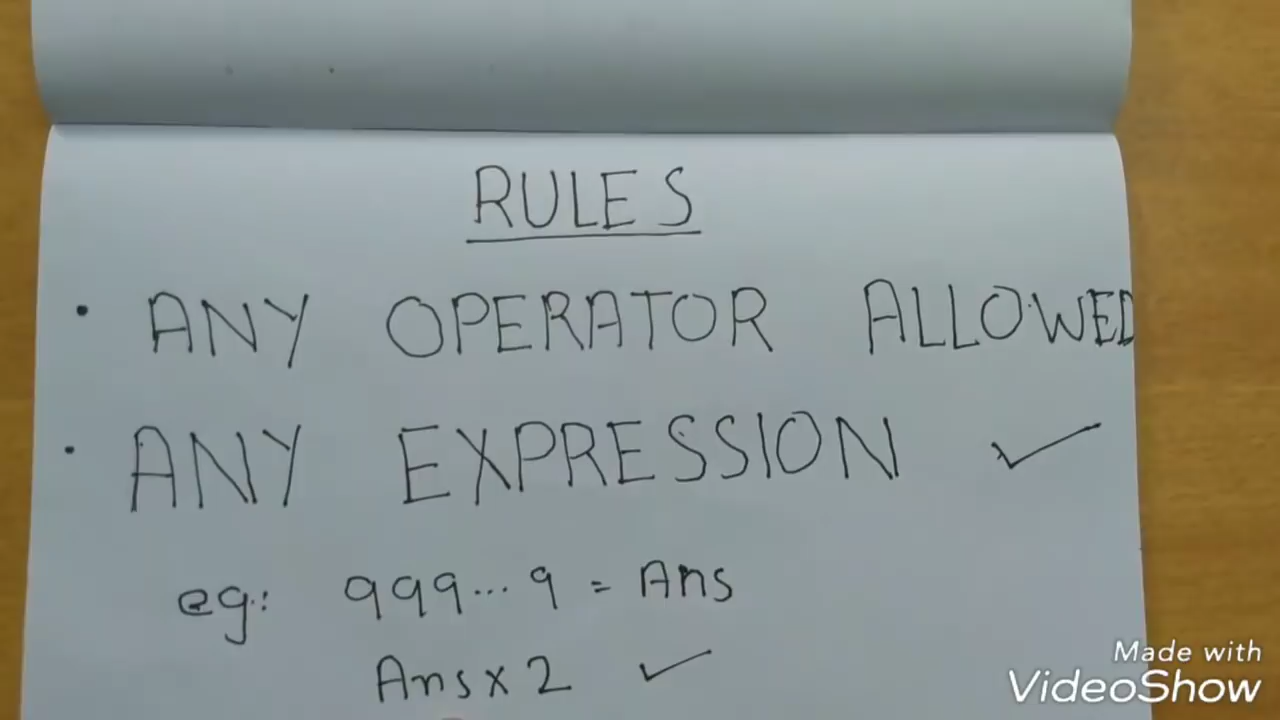 RULES
· ANY OPERATOR ALLOWED
· ANY EXPRESSION ✓
eg: 999...9 = Ans
Ans x 2 ✓
Made with
VideoShow